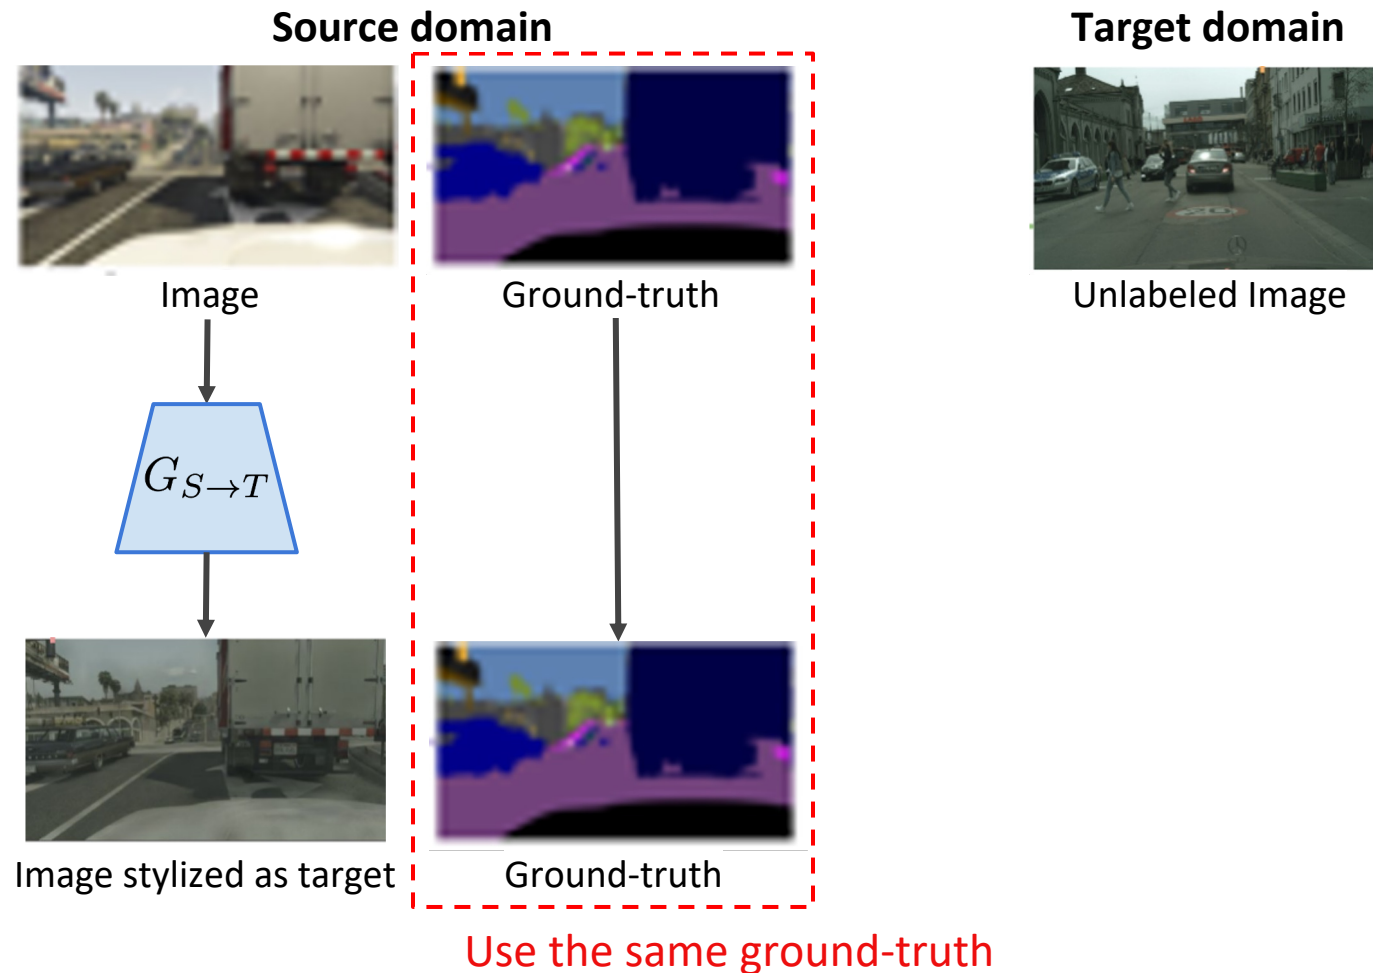 Source domain
Target domain
Image
Ground-truth
Unlabeled Image
G_{S→T}
Image stylized as target
Ground-truth
Use the same ground-truth